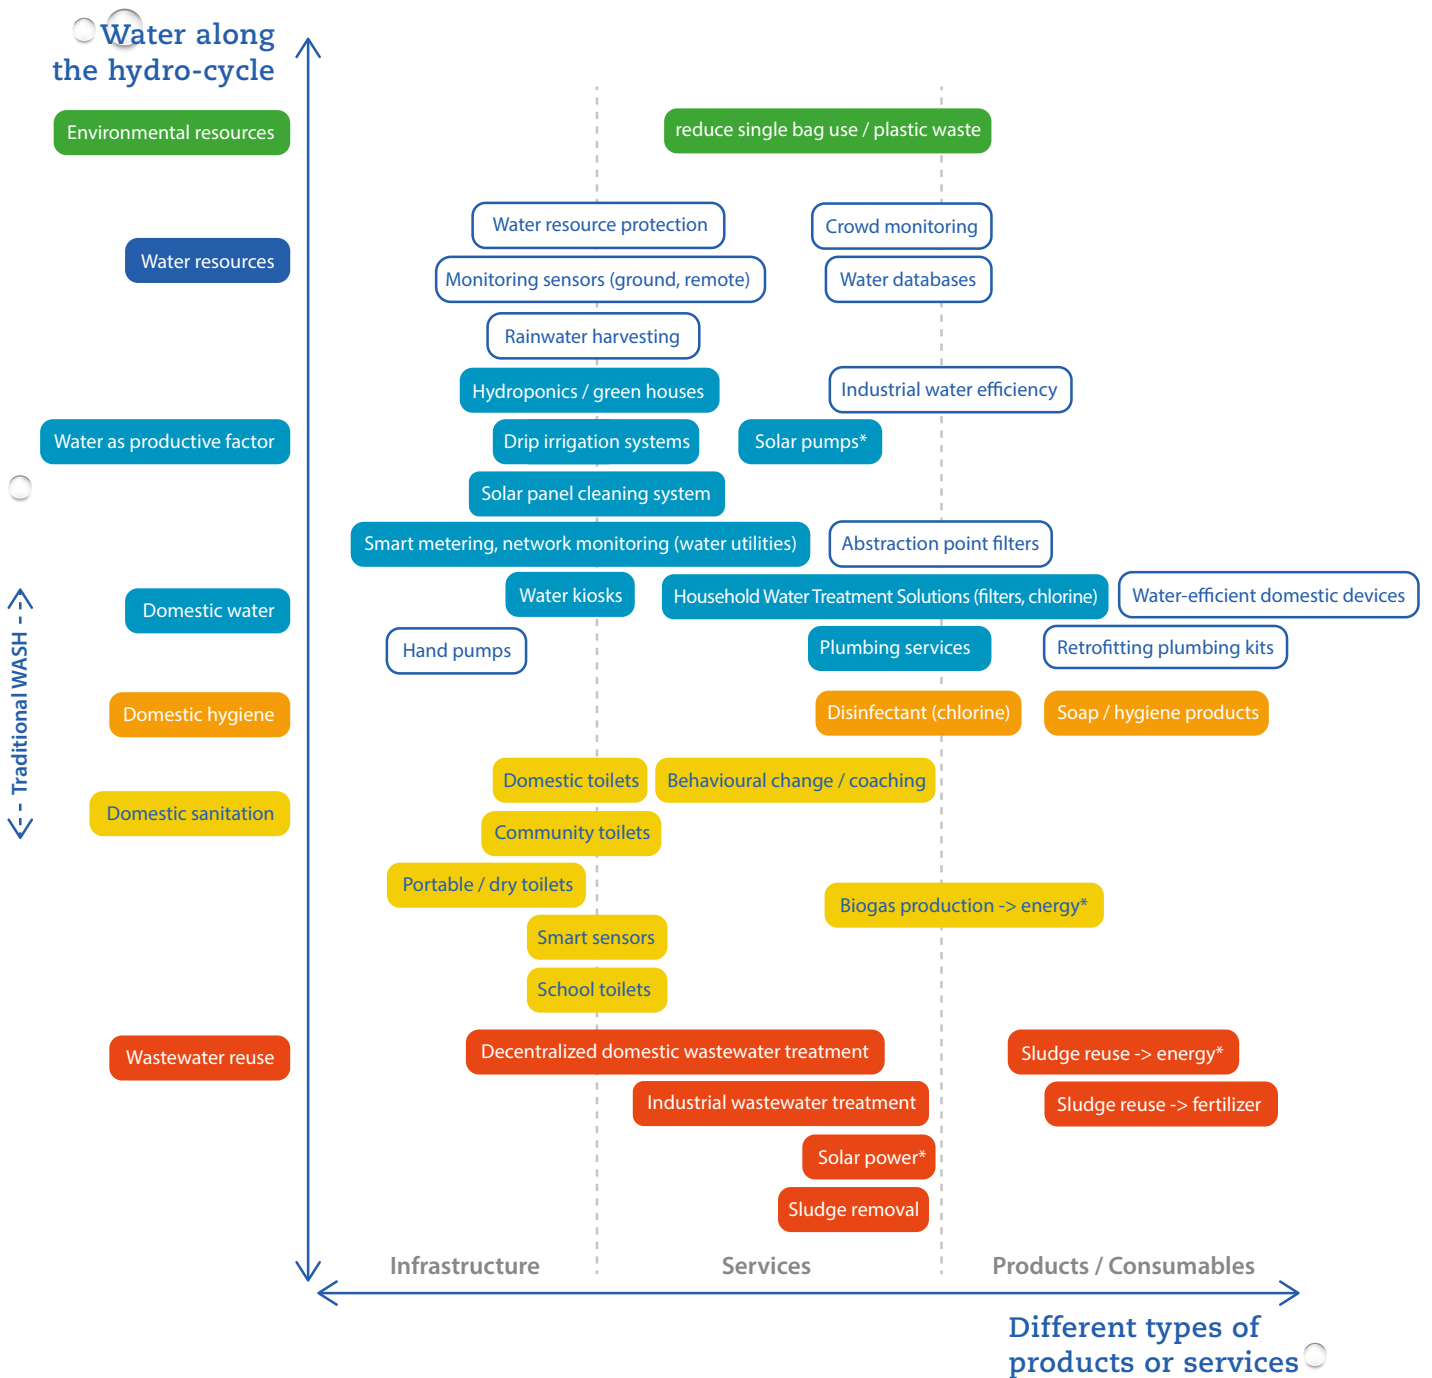 Water along
the hydro-cycle
Environmental resources
reduce single bag use / plastic waste
Water resource protection
Crowd monitoring
Water resources
Monitoring sensors (ground, remote)
Water databases
Rainwater harvesting
Hydroponics / green houses
Industrial water efficiency
Water as productive factor
Drip irrigation systems
Solar pumps*
Solar panel cleaning system
Smart metering, network monitoring (water utilities)
Abstraction point filters
Domestic water
Water kiosks
Household Water Treatment Solutions (filters, chlorine)
Water-efficient domestic devices
Hand pumps
Plumbing services
Retrofitting plumbing kits
Traditional WASH
Domestic hygiene
Disinfectant (chlorine)
Soap / hygiene products
Domestic toilets
Behavioural change / coaching
Domestic sanitation
Community toilets
Portable / dry toilets
Biogas production -> energy*
Smart sensors
School toilets
Wastewater reuse
Decentralized domestic wastewater treatment
Sludge reuse -> energy*
Industrial wastewater treatment
Sludge reuse -> fertilizer
Solar power*
Sludge removal
Infrastructure
Services
Products / Consumables
Different types of
products or services